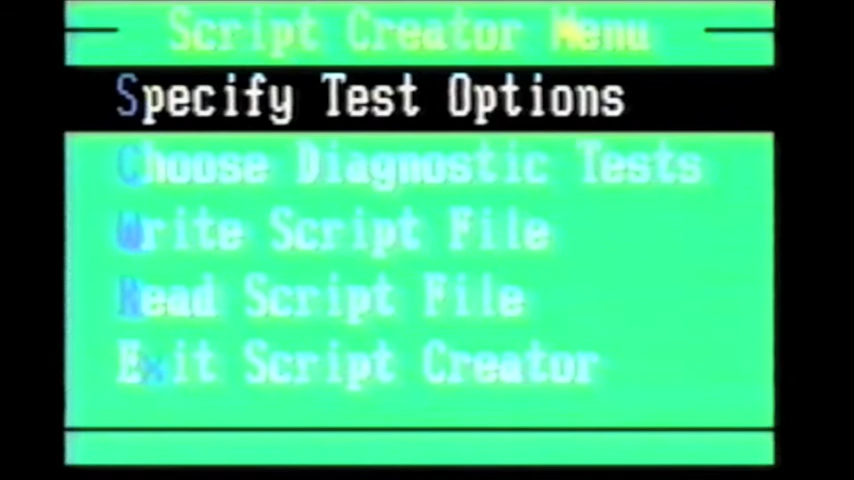 Script Creator Menu
Specify Test Options
Choose Diagnostic Tests
Write Script File
Read Script File
Exit Script Creator